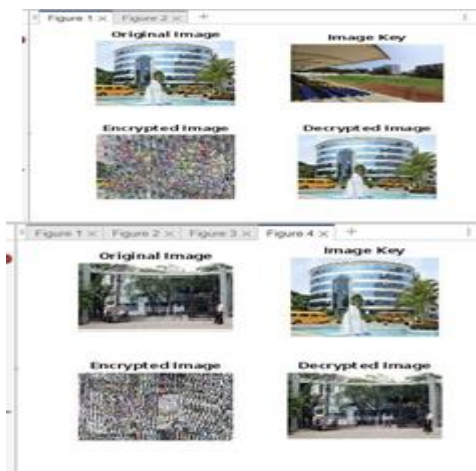 Figure 1 × Figure 2 × +
Original Image Image Key
Encrypted Image Decrypted Image
Figure 1 × Figure 2 × Figure 3 × Figure 4 × +
Original Image Image Key
Encrypted Image Decrypted Image